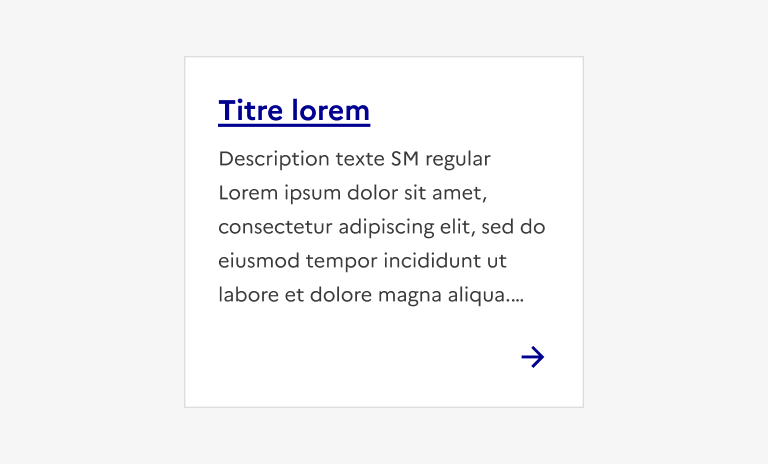 Titre lorem
Description texte SM regular
Lorem ipsum dolor sit amet,
consectetur adipiscing elit, sed do
eiusmod tempor incididunt ut
labore et dolore magna aliqua.…